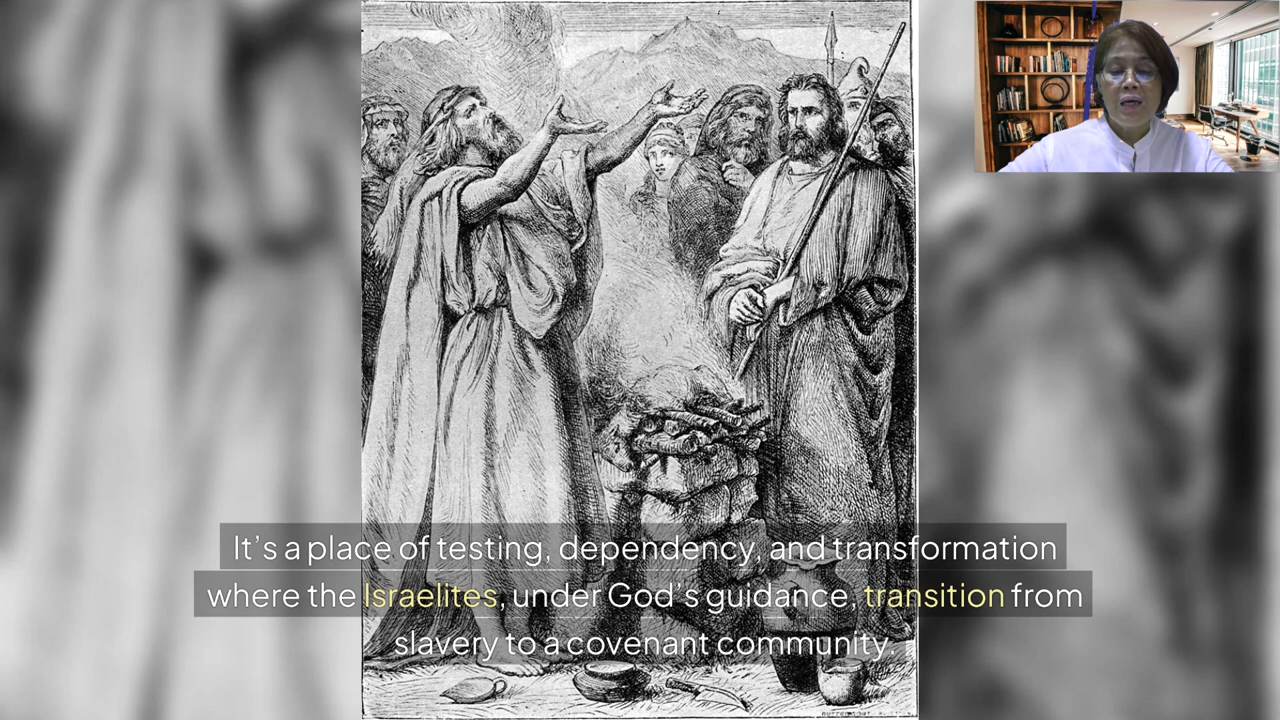 It’s a place of testing, dependency, and transformation
where the Israelites, under God’s guidance, transition from
slavery to a covenant community.